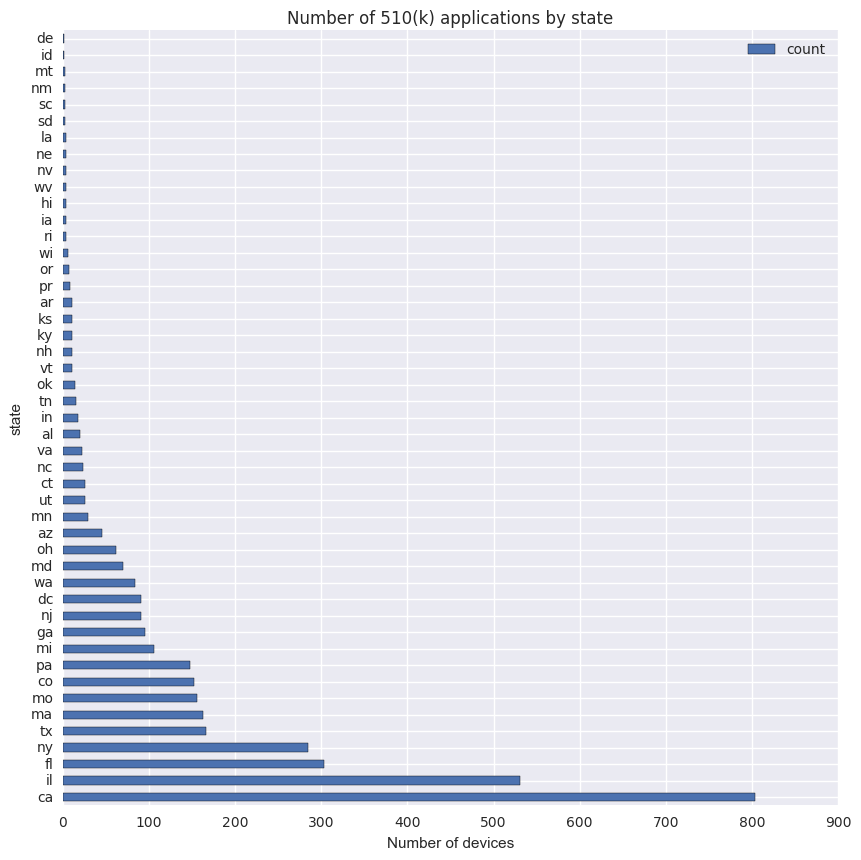 Number of 510(k) applications by state
count
state
de
id
mt
nm
sc
sd
la
ne
nv
wv
hi
ia
ri
wi
or
pr
ar
ks
ky
nh
vt
ok
tn
in
al
va
nc
ct
ut
mn
az
oh
md
wa
dc
nj
ga
mi
pa
co
mo
ma
tx
ny
fl
il
ca
0 100 200 300 400 500 600 700 800 900
Number of devices